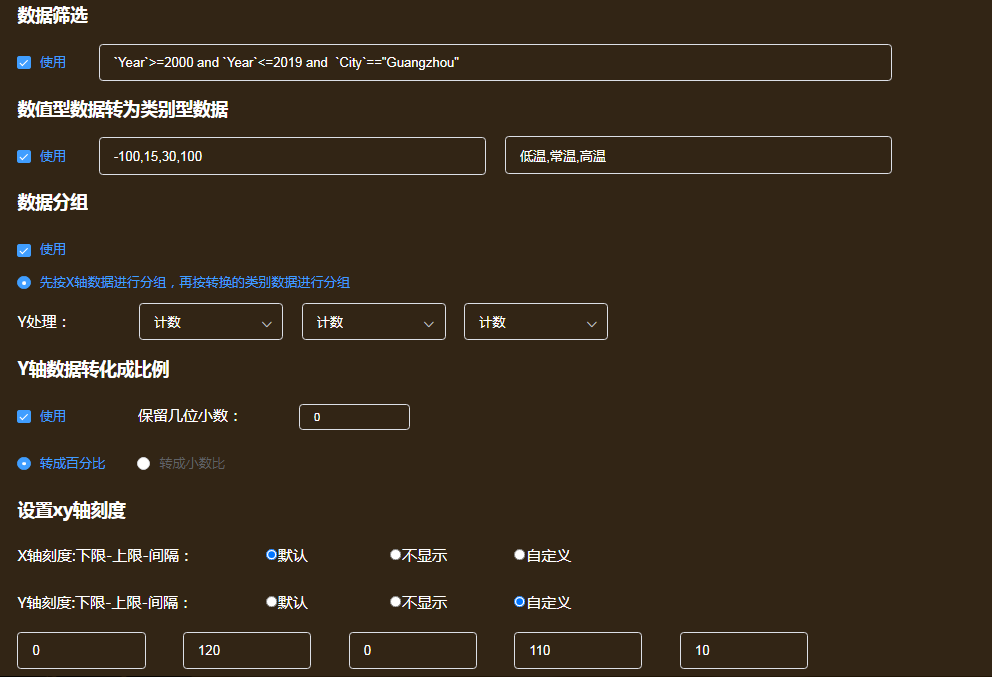 数据筛选
使用 `Year`>=2000 and `Year`<=2019 and  `City`=="Guangzhou"
数值型数据转为类别型数据
使用 -100,15,30,100 低温,常温,高温
数据分组
使用
先按X轴数据进行分组，再按转换的类别数据进行分组
Y处理： 计数 计数 计数
Y轴数据转化成比例
使用 保留几位小数： 0
转成百分比 转成小数比
设置xy轴刻度
X轴刻度:下限-上限-间隔： 默认 不显示 自定义
Y轴刻度:下限-上限-间隔： 默认 不显示 自定义
0 120 0 110 10